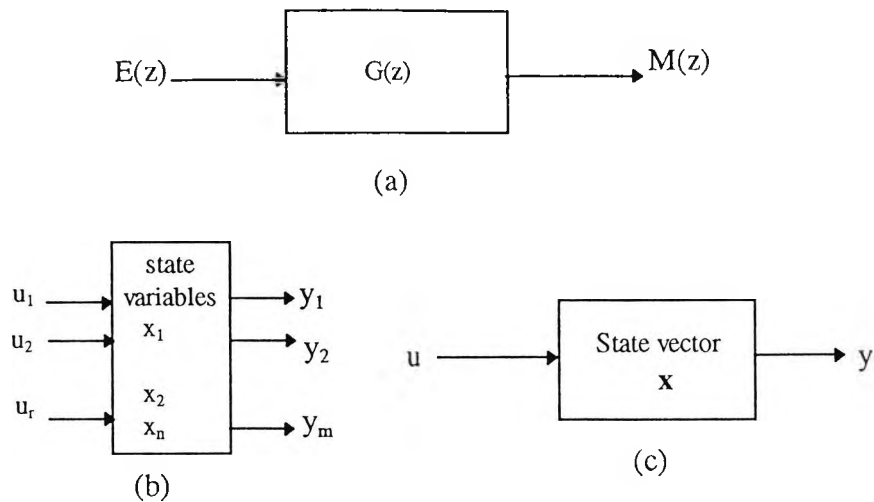 E(z)
G(z)
M(z)
(a)
state
variables
u₁
y₁
u₂
x₁
y₂
x₂
uᵣ
xₙ
yₘ
(b)
u
State vector
x
y
(c)